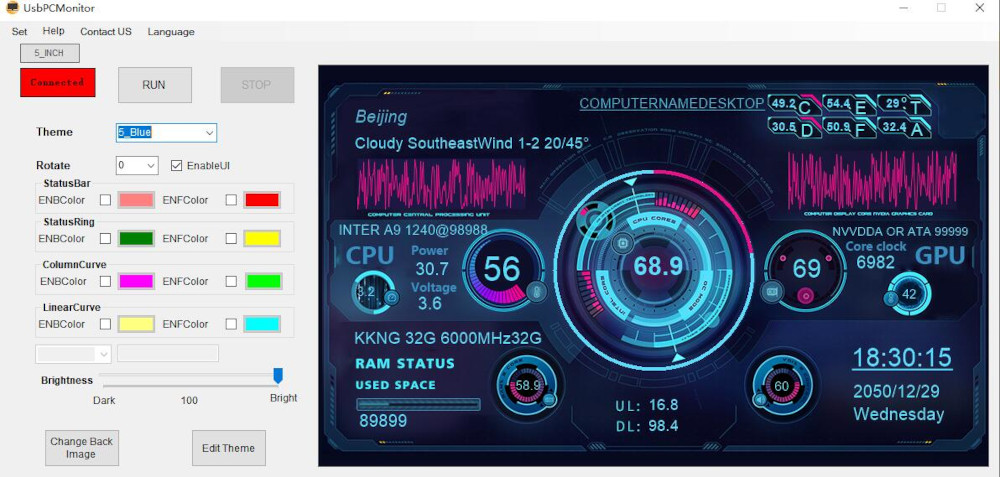 UsbPCMonitor
Set Help Contact US Language
5_INCH
Connected RUN STOP
Theme 5_Blue
Rotate 0 EnableUI
StatusBar
ENBColor ENFColor
StatusRing
ENBColor ENFColor
ColumnCurve
ENBColor ENFColor
LinearCurve
ENBColor ENFColor
Brightness
Dark 100 Bright
Change Back
Image
Edit Theme
Beijing
Cloudy SoutheastWind 1-2 20/45°
COMPUTERNAMEDESKTOP
49.2 C 54.4 E 29° T
30.5 D 50.9 F 32.4 A
COMPUTER CENTRAL PROCESSING UNIT
COMPUTER DISPLAY CORE NVIDIA GRAPHICS CARD
INTER A9 1240@98988
CPU
3.2
Power
30.7
Voltage
3.6
56
CPU CORES
68.9
INTEL CORE
OC MODE
NVVDDA OR ATA 99999
Core clock
6982
GPU
69
42
KKNG 32G 6000MHz32G
RAM STATUS
USED SPACE
89899
58.9
UL: 16.8
DL: 98.4
60
18:30:15
2050/12/29
Wednesday